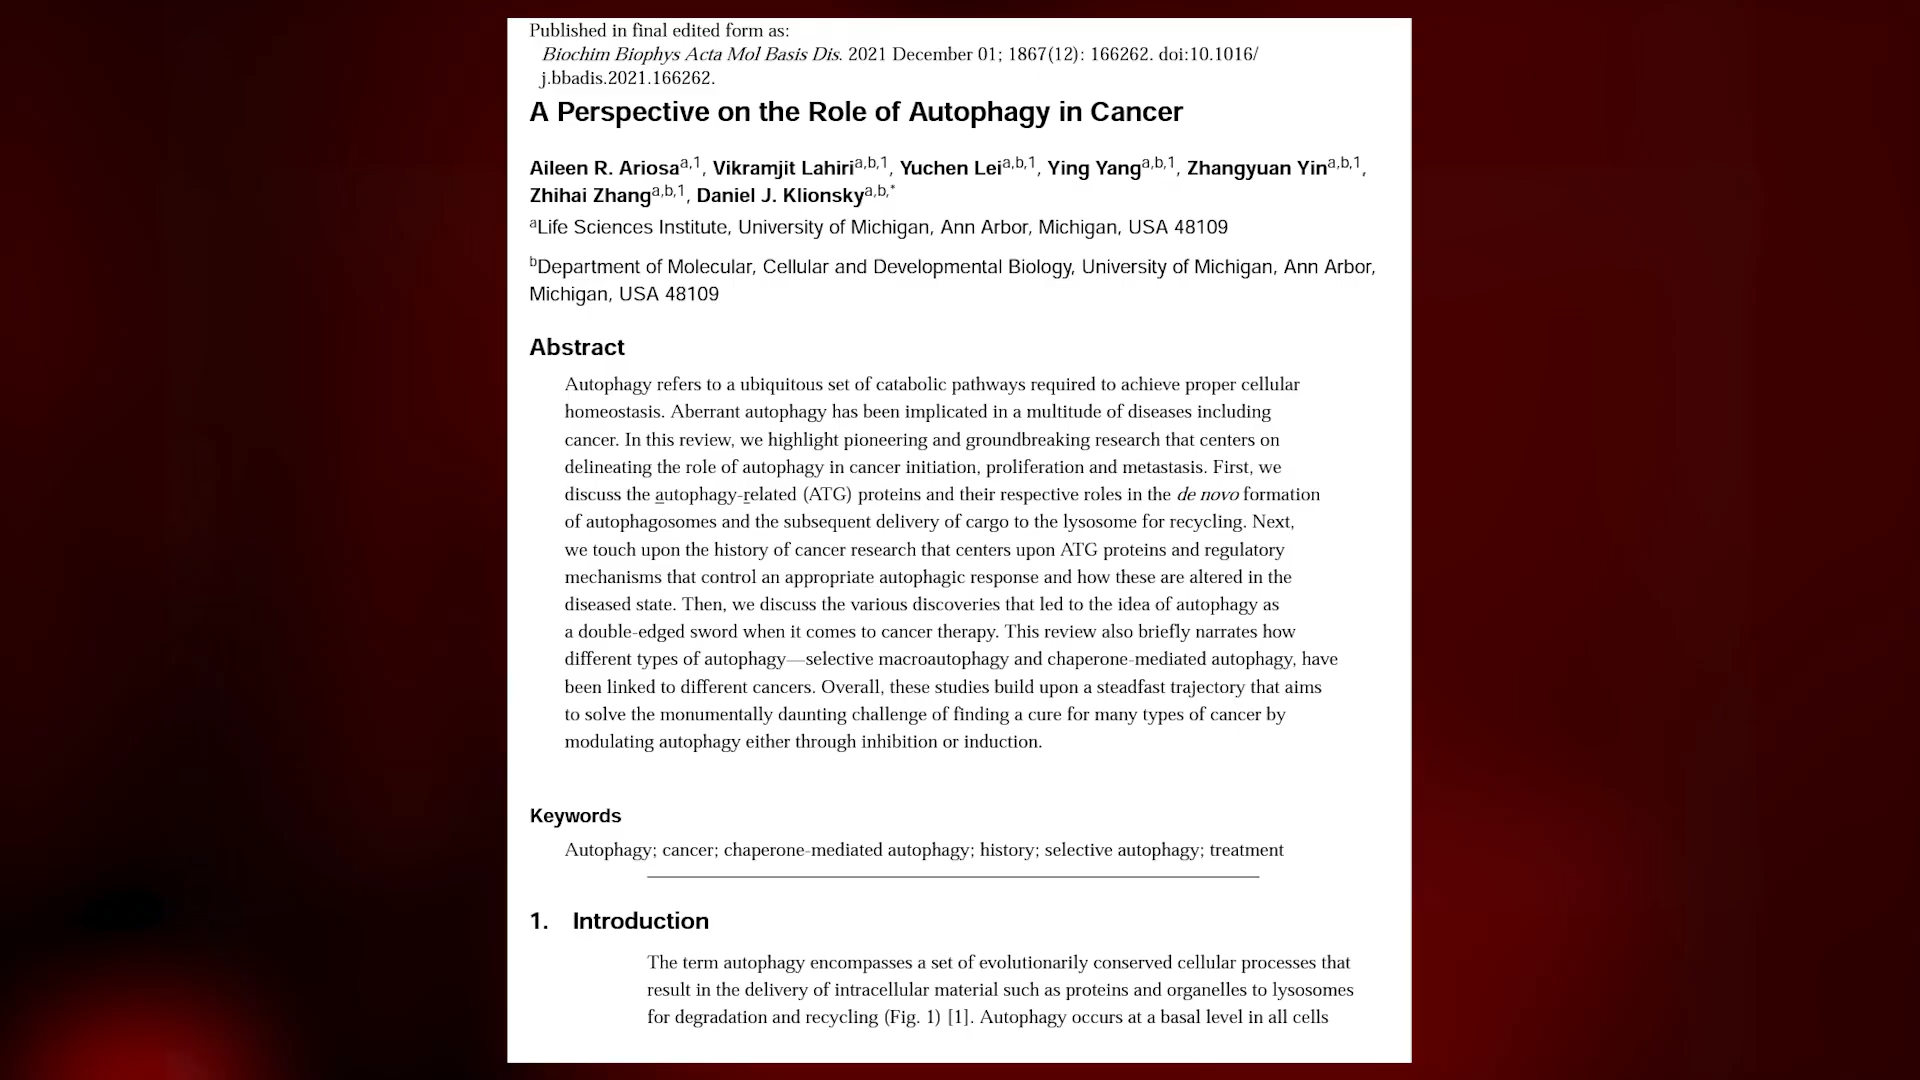 Published in final edited form as:
Biochim Biophys Acta Mol Basis Dis. 2021 December 01; 1867(12): 166262. doi:10.1016/
j.bbadis.2021.166262.
A Perspective on the Role of Autophagy in Cancer
Aileen R. Ariosaa,1, Vikramjit Lahiria,b,1, Yuchen Leia,b,1, Ying Yanga,b,1, Zhangyuan Yina,b,1,
Zhihai Zhanga,b,1, Daniel J. Klionskya,b,*
aLife Sciences Institute, University of Michigan, Ann Arbor, Michigan, USA 48109
bDepartment of Molecular, Cellular and Developmental Biology, University of Michigan, Ann Arbor,
Michigan, USA 48109
Abstract
Autophagy refers to a ubiquitous set of catabolic pathways required to achieve proper cellular
homeostasis. Aberrant autophagy has been implicated in a multitude of diseases including
cancer. In this review, we highlight pioneering and groundbreaking research that centers on
delineating the role of autophagy in cancer initiation, proliferation and metastasis. First, we
discuss the autophagy-related (ATG) proteins and their respective roles in the de novo formation
of autophagosomes and the subsequent delivery of cargo to the lysosome for recycling. Next,
we touch upon the history of cancer research that centers upon ATG proteins and regulatory
mechanisms that control an appropriate autophagic response and how these are altered in the
diseased state. Then, we discuss the various discoveries that led to the idea of autophagy as
a double-edged sword when it comes to cancer therapy. This review also briefly narrates how
different types of autophagy—selective macroautophagy and chaperone-mediated autophagy, have
been linked to different cancers. Overall, these studies build upon a steadfast trajectory that aims
to solve the monumentally daunting challenge of finding a cure for many types of cancer by
modulating autophagy either through inhibition or induction.
Keywords
Autophagy; cancer; chaperone-mediated autophagy; history; selective autophagy; treatment
1. Introduction
The term autophagy encompasses a set of evolutionarily conserved cellular processes that
result in the delivery of intracellular material such as proteins and organelles to lysosomes
for degradation and recycling (Fig. 1) [1]. Autophagy occurs at a basal level in all cells